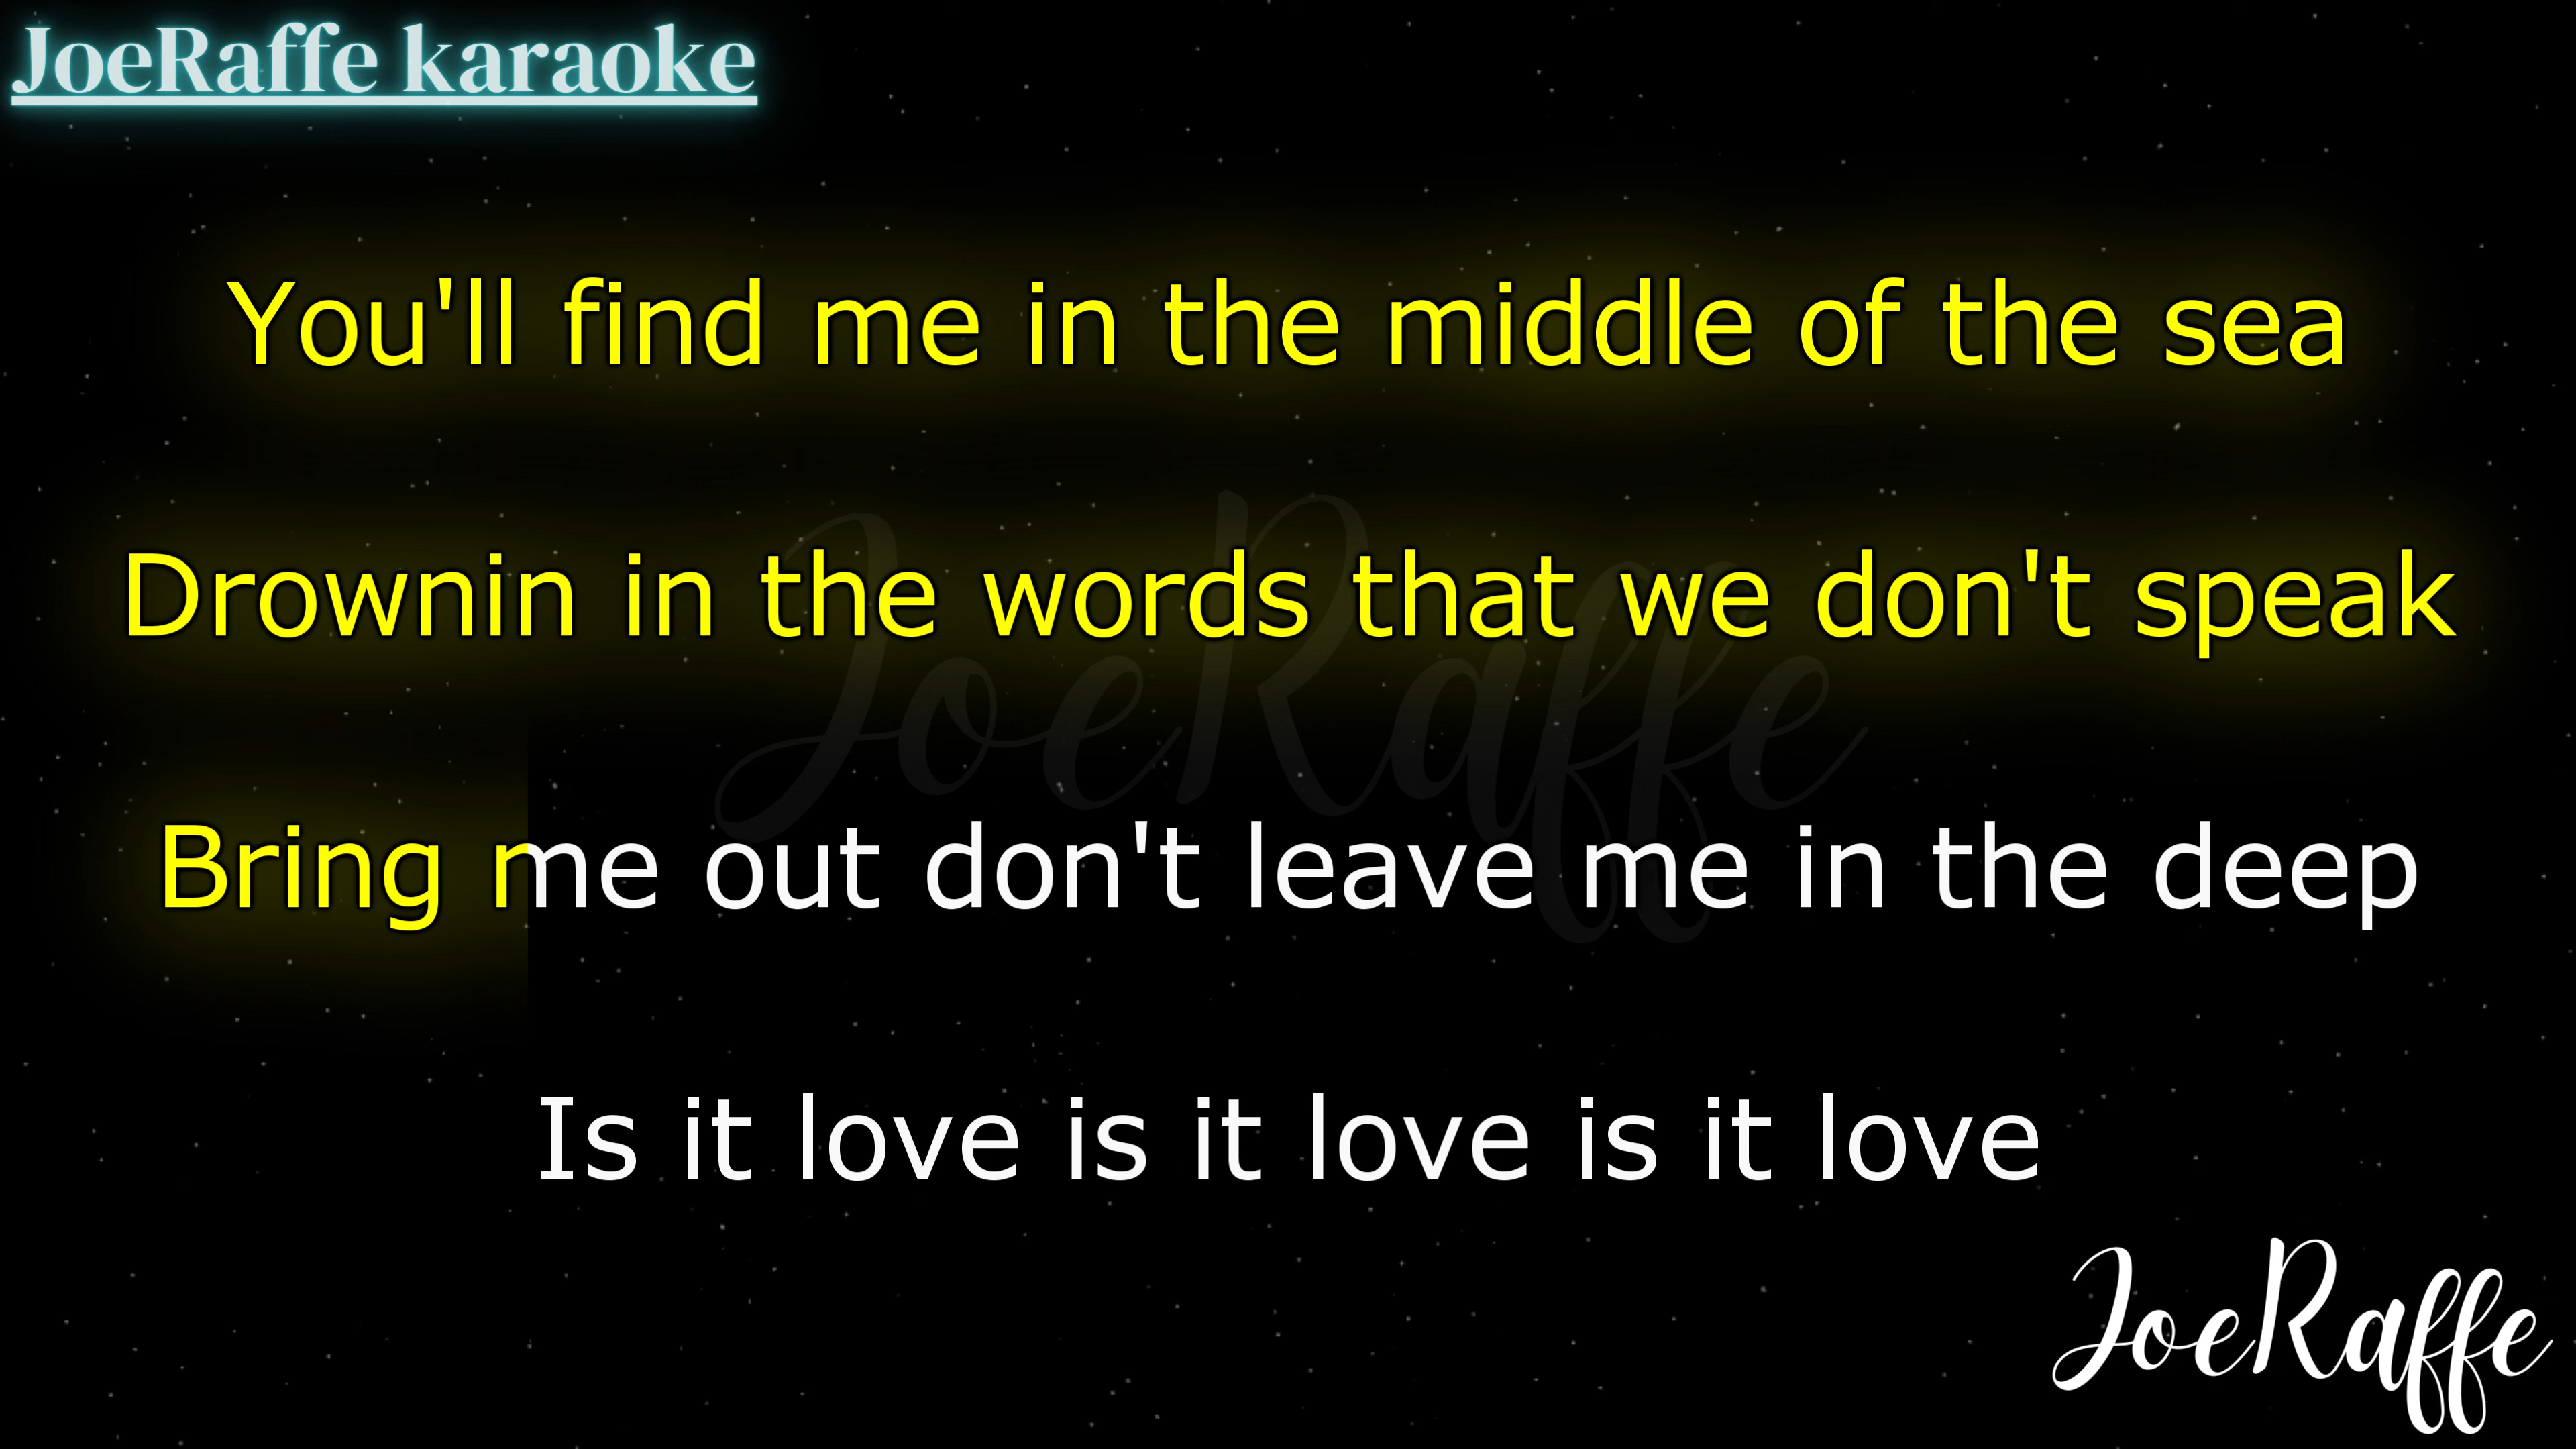 JoeRaffe karaoke
You'll find me in the middle of the sea
Drownin in the words that we don't speak
JoeRaffe
Bring me out don't leave me in the deep
Is it love is it love is it love
JoeRaffe